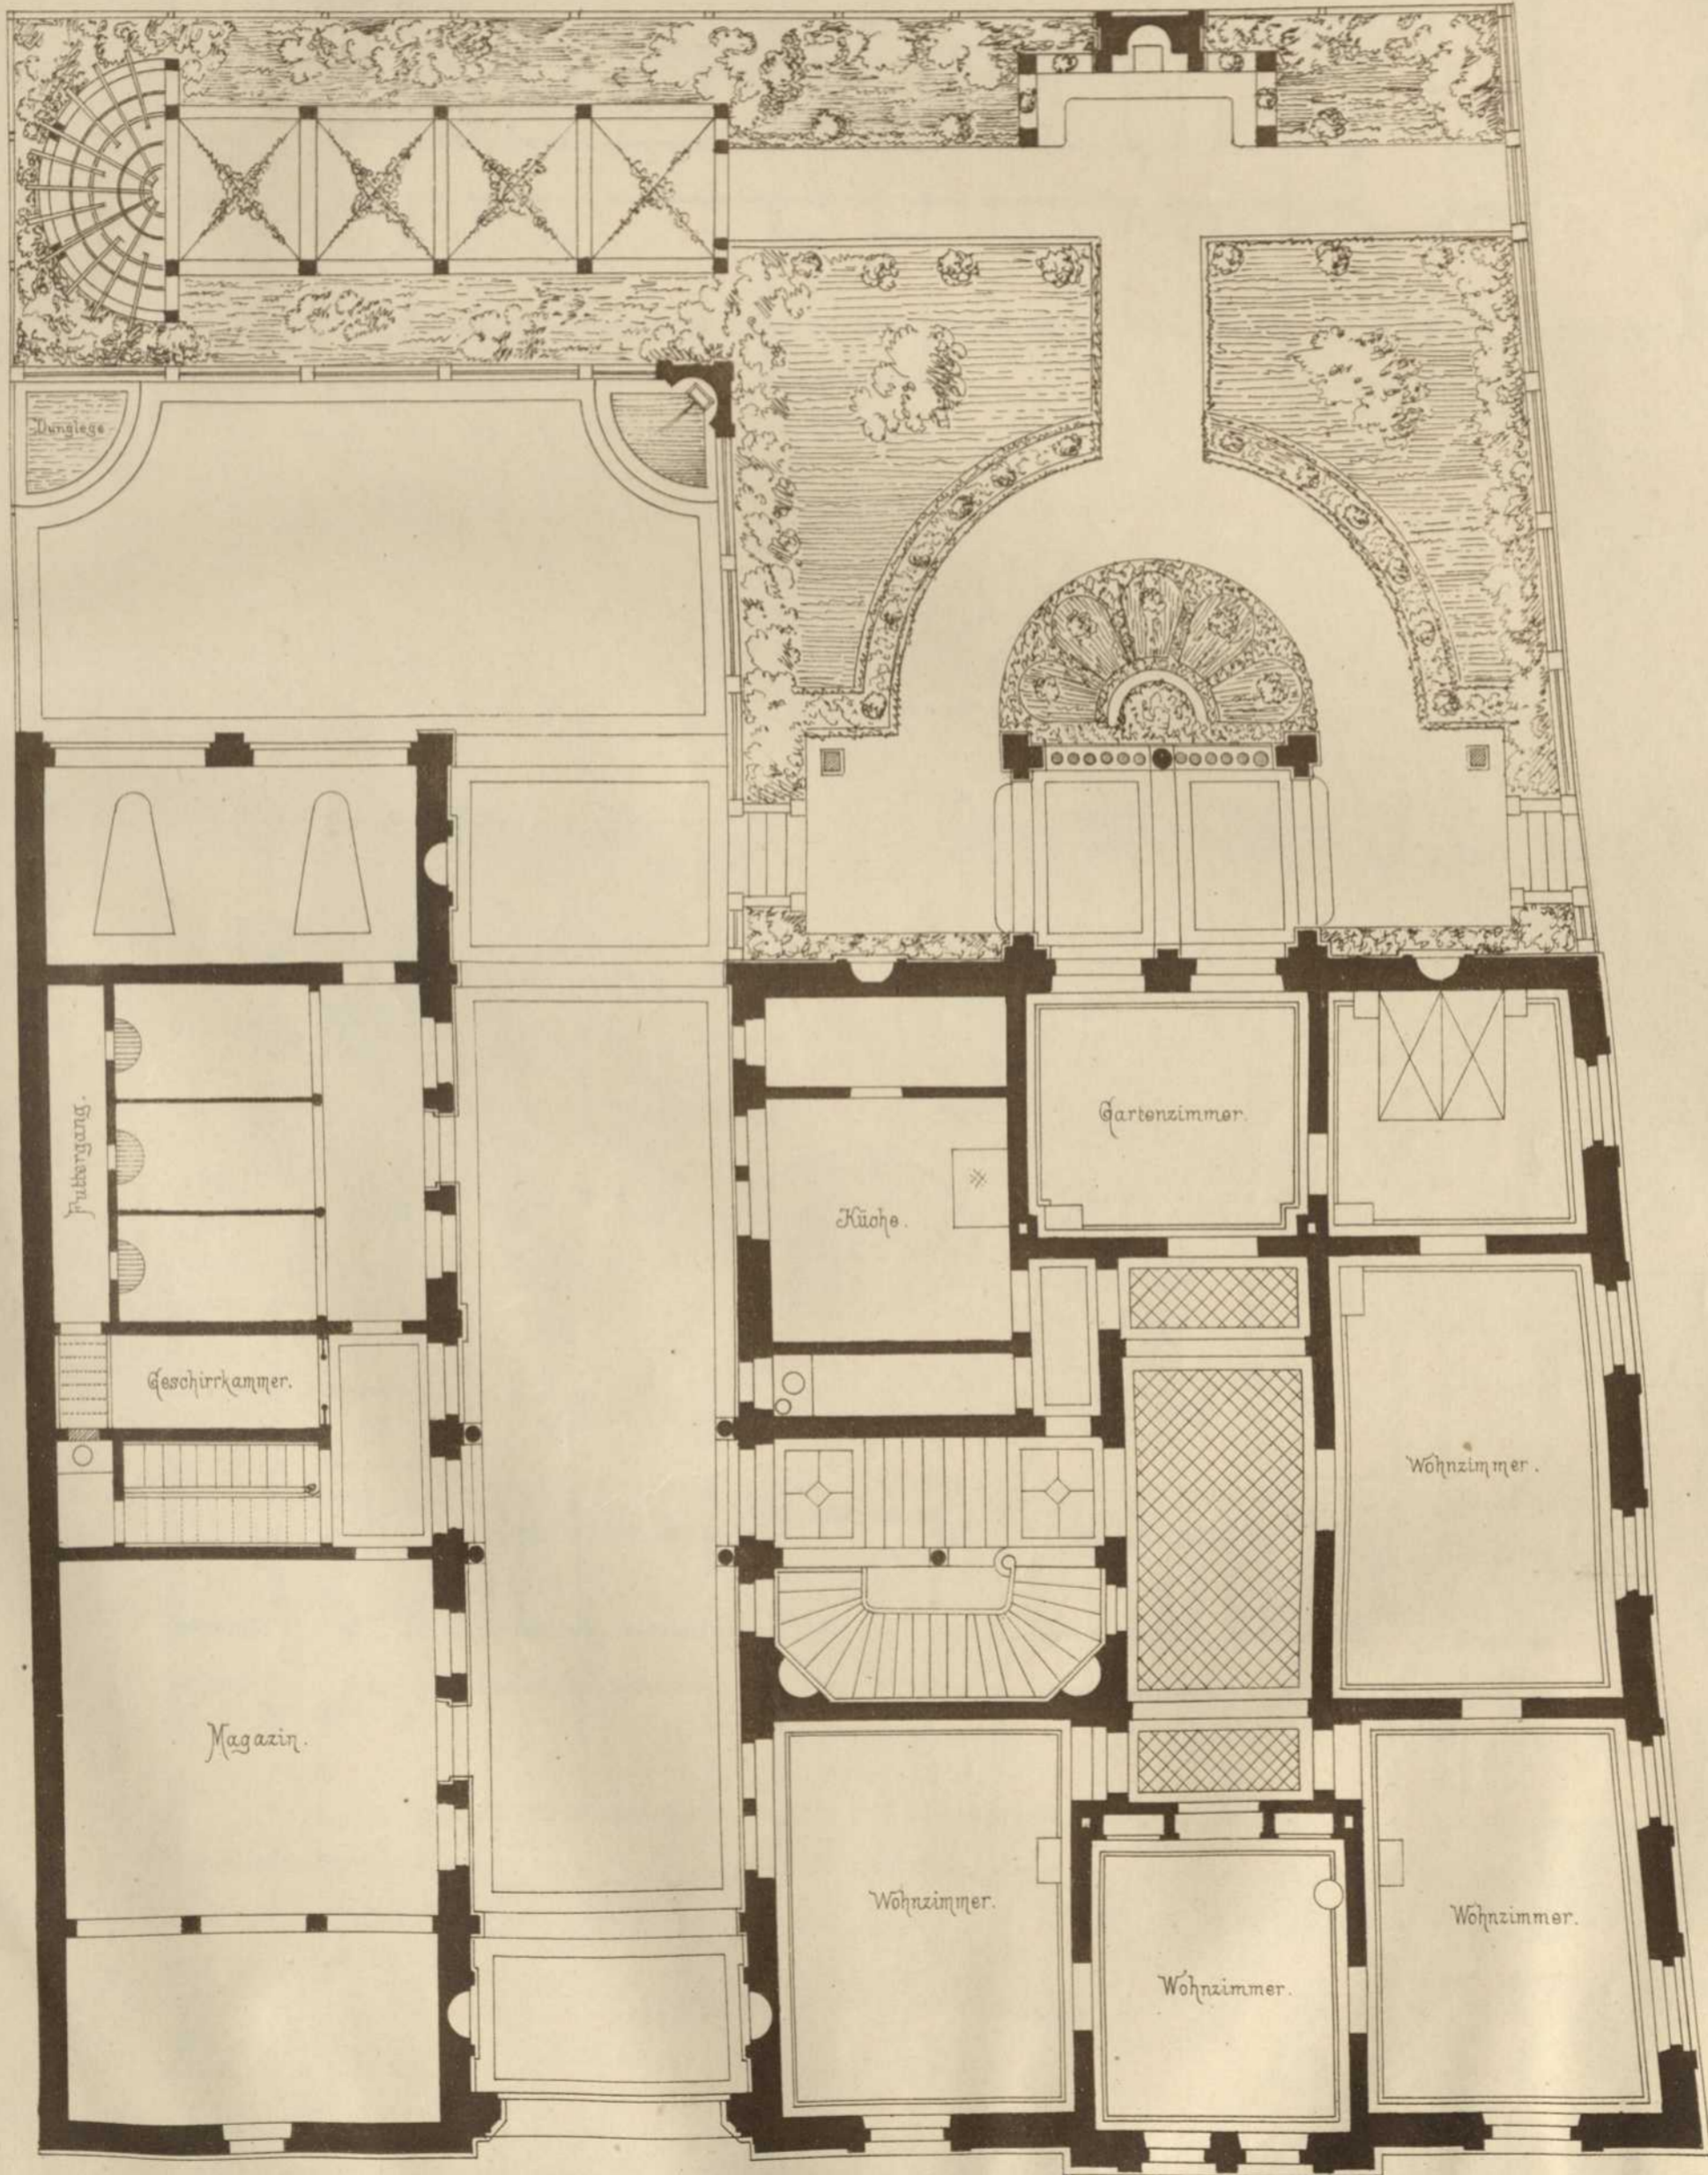 Dunglege
Futtergang.
Gartenzimmer.
Küche.
Geschirrkammer.
Wohnzimmer.
Magazin.
Wohnzimmer.
Wohnzimmer.
Wohnzimmer.